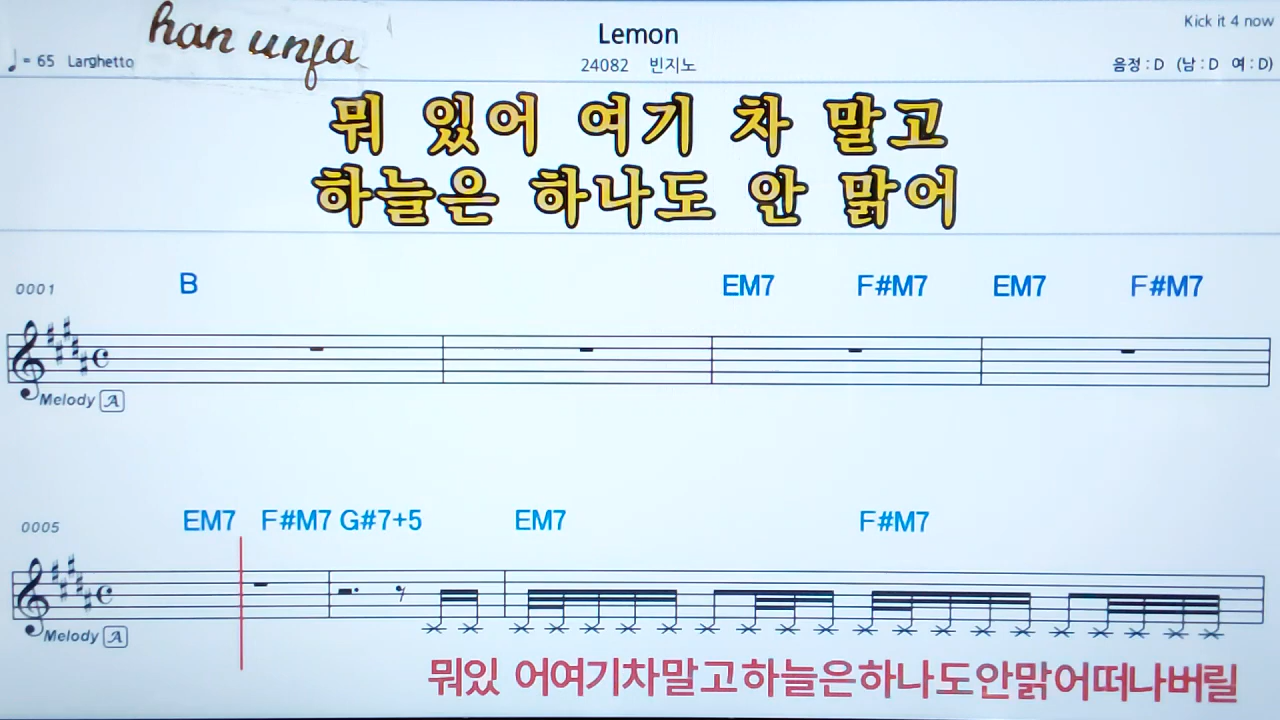 han unfa
Lemon
Kick it 4 now
= 65 Larghetto
24082 빈지노
음정 : D (남 : D 여 : D)
뭐 있어 여기 차 말고
하늘은 하나도 안 맑어
0001
B EM7 F#M7 EM7 F#M7
Melody A
0005
EM7 F#M7 G#7+5 EM7 F#M7
Melody A
뭐있 어여기차말고하늘은하나도안맑어떠나버릴